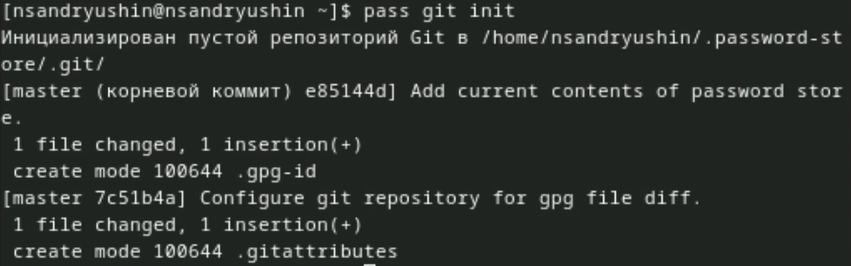 [nsandryushin@nsandryushin ~]$ pass git init
Инициализирован пустой репозиторий Git в /home/nsandryushin/.password-st
ore/.git/
[master (корневой коммит) e85144d] Add current contents of password stor
e.
 1 file changed, 1 insertion(+)
 create mode 100644 .gpg-id
[master 7c51b4a] Configure git repository for gpg file diff.
 1 file changed, 1 insertion(+)
 create mode 100644 .gitattributes